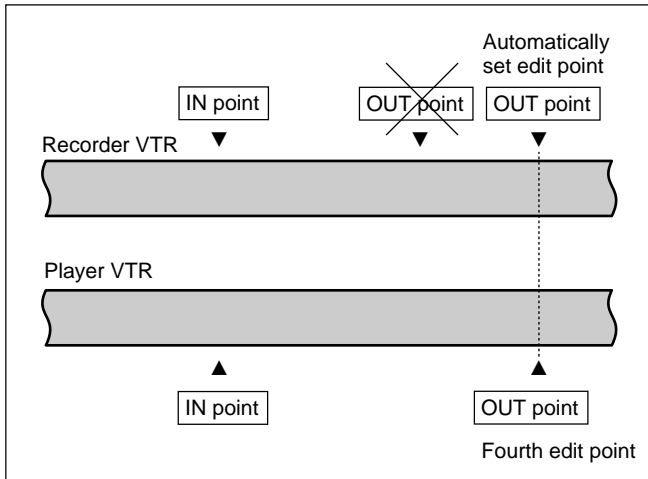 Automatically
set edit point
IN point
OUT point
OUT point
Recorder VTR
Player VTR
IN point
OUT point
Fourth edit point